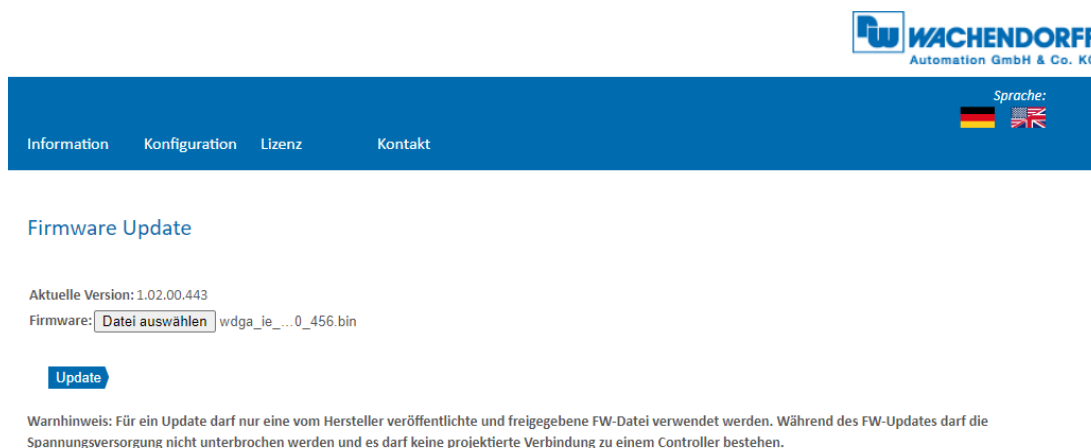 WACHENDORFF
Automation GmbH & Co. KG
Sprache:
Information Konfiguration Lizenz Kontakt
Firmware Update
Aktuelle Version: 1.02.00.443
Firmware: Datei auswählen wdga_ie_...0_456.bin
Update
Warnhinweis: Für ein Update darf nur eine vom Hersteller veröffentlichte und freigegebene FW-Datei verwendet werden. Während des FW-Updates darf die
Spannungsversorgung nicht unterbrochen werden und es darf keine projektierte Verbindung zu einem Controller bestehen.